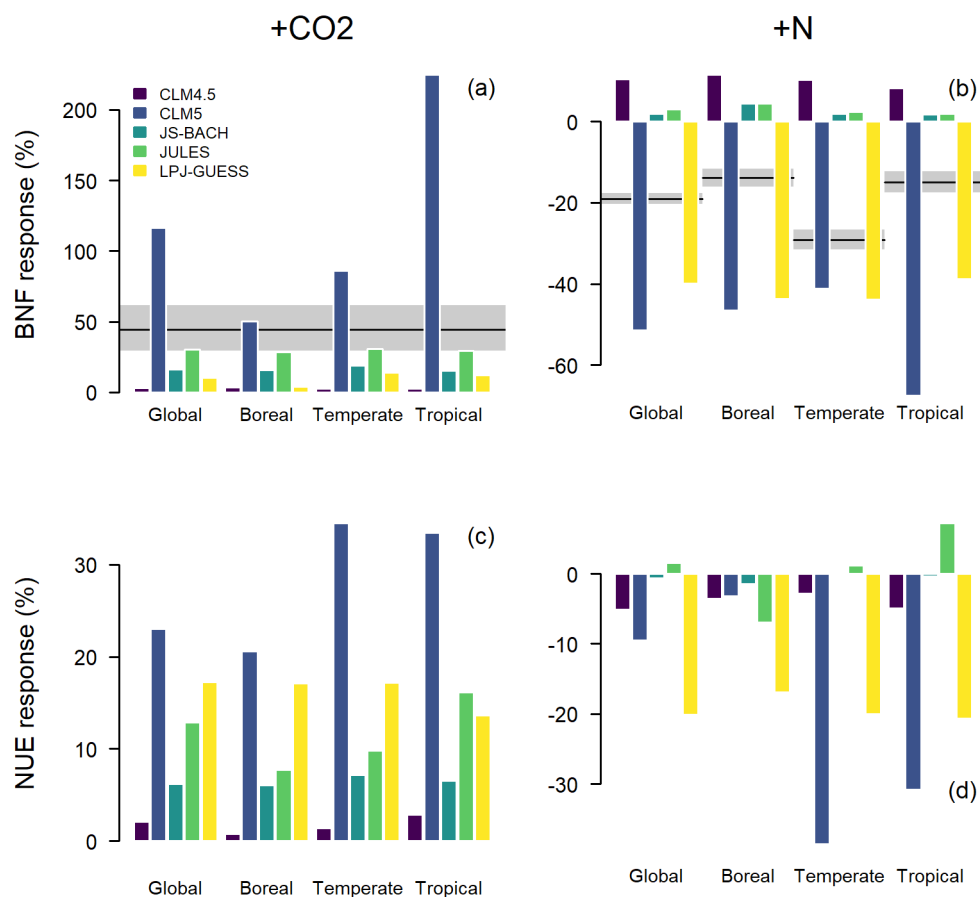 +CO2
+N
(a)
CLM4.5
CLM5
JS-BACH
JULES
LPJ-GUESS
BNF response (%)
200
150
100
50
0
Global Boreal Temperate Tropical
(b)
0
-20
-40
-60
Global Boreal Temperate Tropical
(c)
NUE response (%)
30
20
10
0
Global Boreal Temperate Tropical
0
-10
-20
-30
(d)
Global Boreal Temperate Tropical